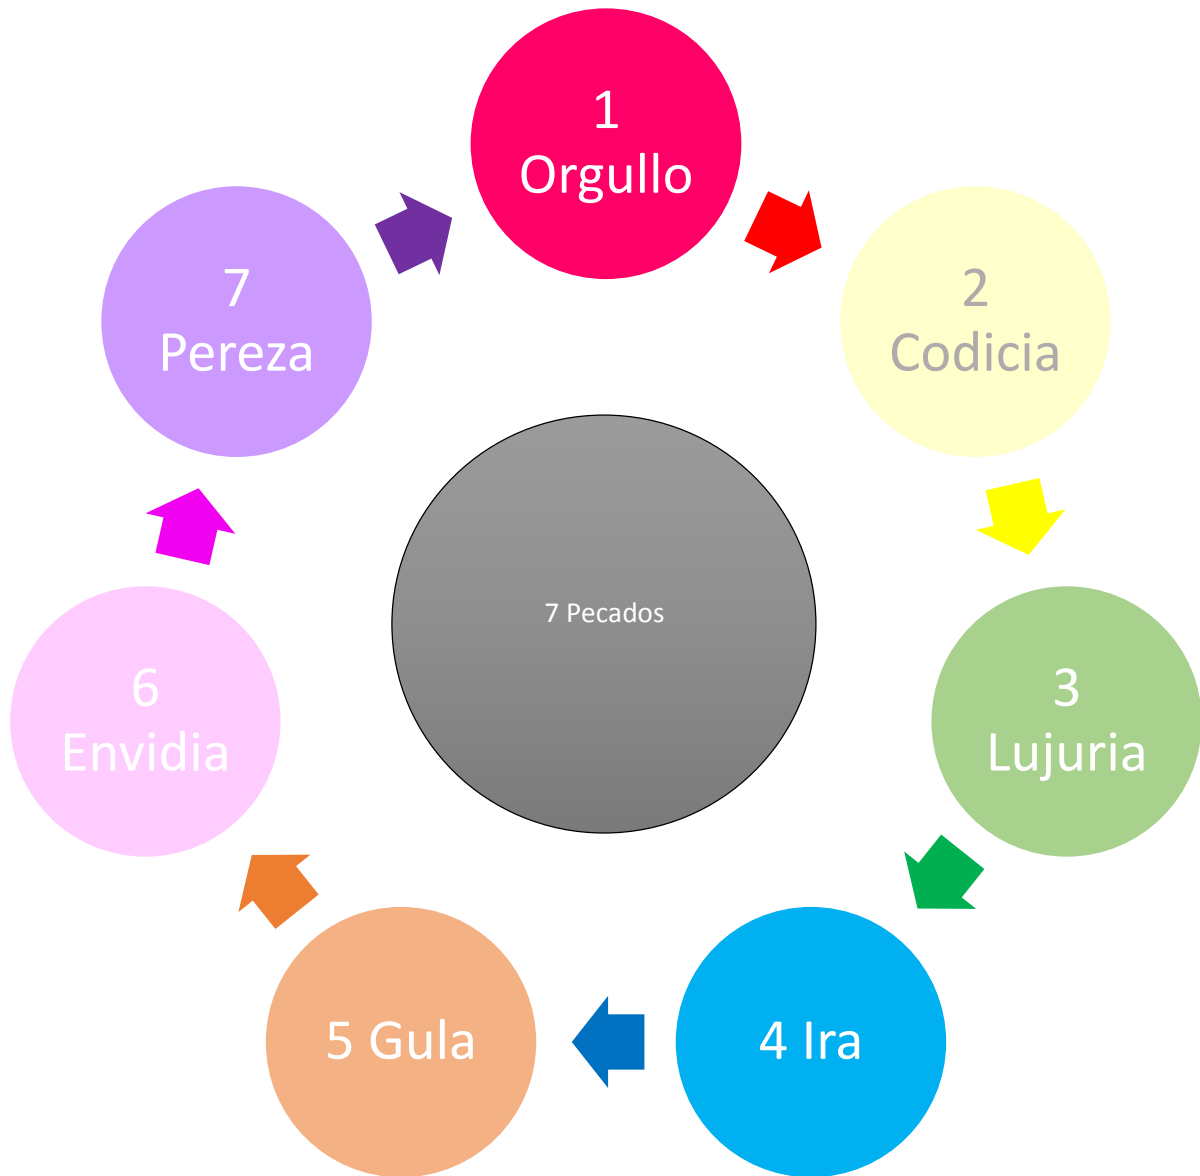 1
Orgullo
2
Codicia
3
Lujuria
4 Ira
5 Gula
6
Envidia
7
Pereza
7 Pecados